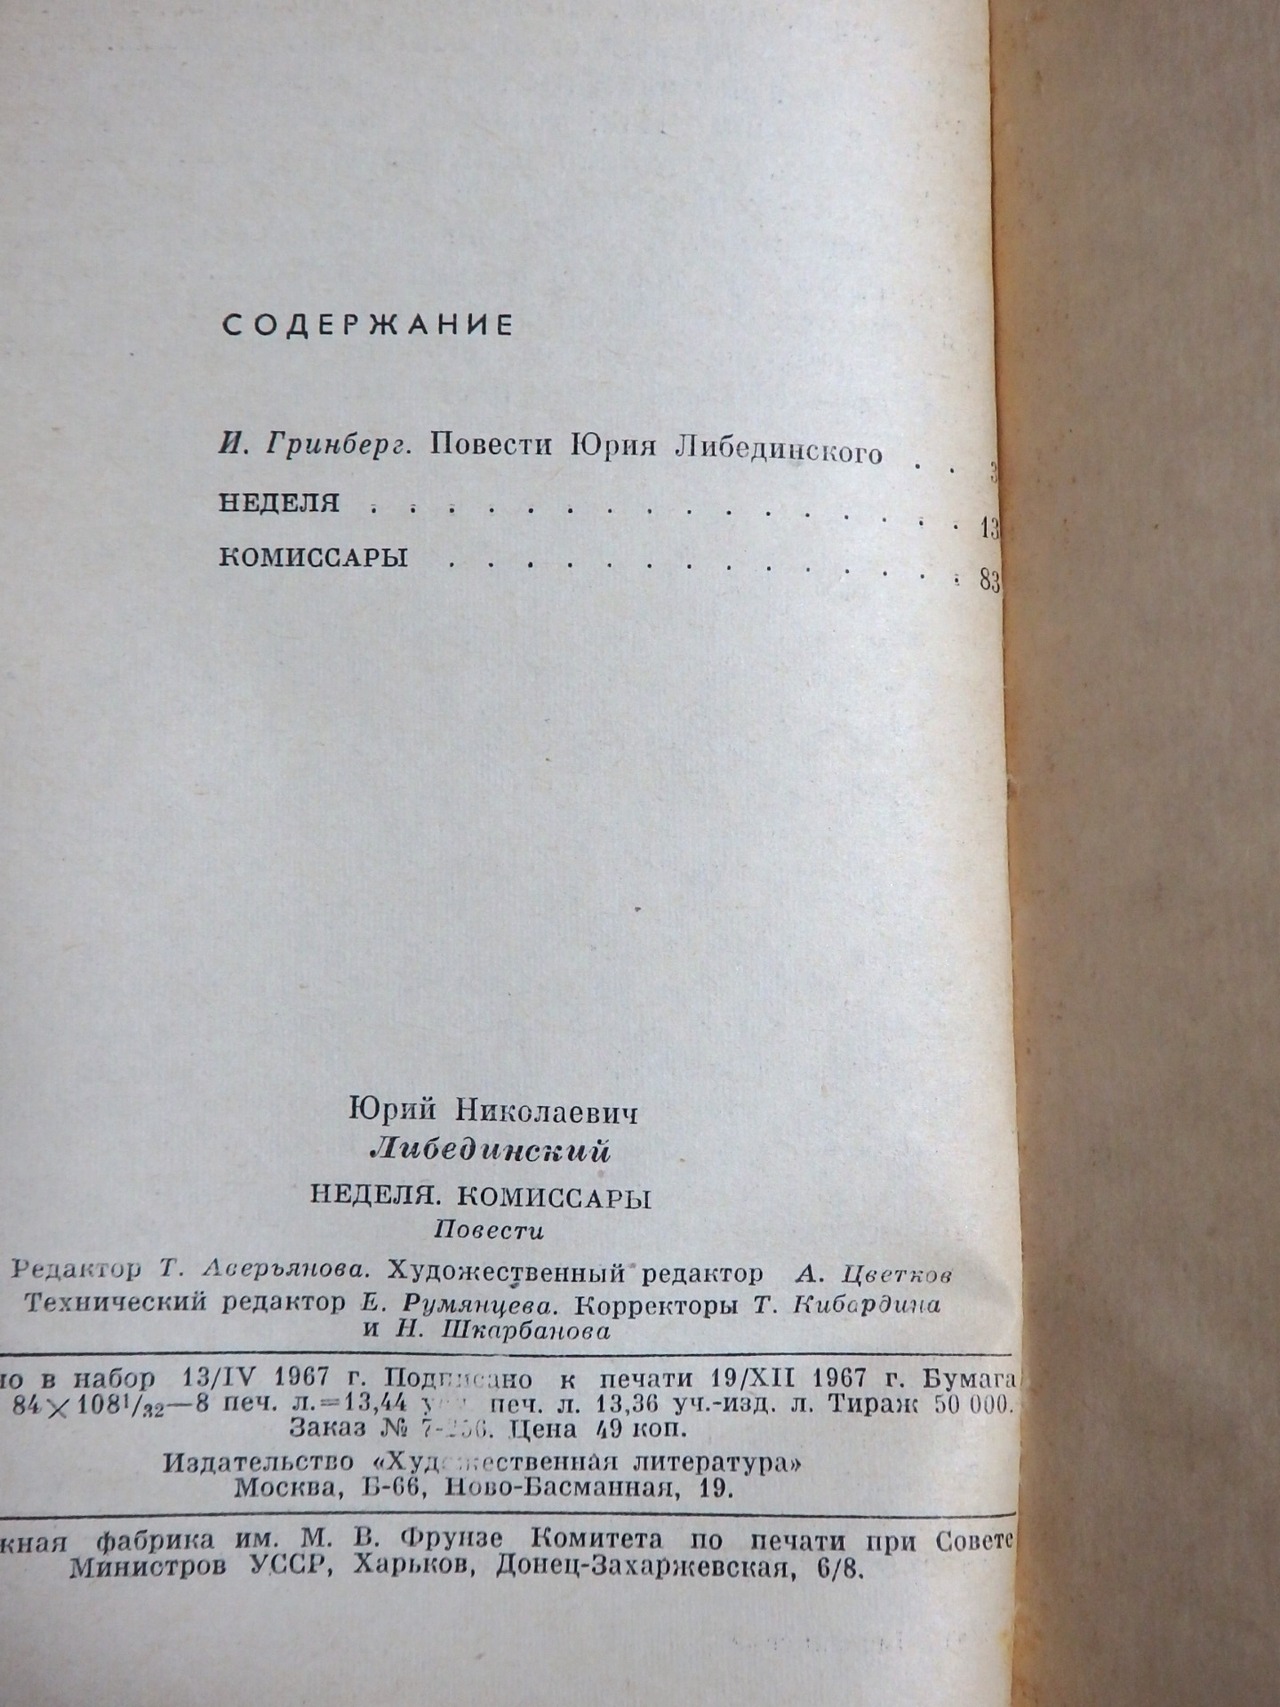 СОДЕРЖАНИЕ
И. Гринберг. Повести Юрия Либединского . . 3
НЕДЕЛЯ . . . . . . . . . . . . . . . . 13
КОМИССАРЫ . . . . . . . . . . . . . . 83
Юрий Николаевич
Либединский
НЕДЕЛЯ. КОМИССАРЫ
Повести
Редактор Т. Аверьянова. Художественный редактор А. Цветков
Технический редактор Е. Румянцева. Корректоры Т. Кибардина
и Н. Шкарбанова
в набор 13/IV 1967 г. Подписано к печати 19/XII 1967 г. Бумага
84×108¹/₃₂—8 печ. л.=13,44 печ. л. 13,36 уч.-изд. л. Тираж 50 000.
Заказ № Цена 49 коп.
Издательство «Художественная литература»
Москва, Б-66, Ново-Басманная, 19.
фабрика им. М. В. Фрунзе Комитета по печати при Совете
Министров УССР, Харьков, Донец-Захаржевская, 6/8.